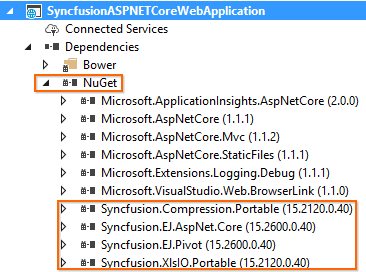 SyncfusionASPNETCoreWebApplication
Connected Services
Dependencies
Bower
NuGet
Microsoft.ApplicationInsights.AspNetCore (2.0.0)
Microsoft.AspNetCore (1.1.1)
Microsoft.AspNetCore.Mvc (1.1.2)
Microsoft.AspNetCore.StaticFiles (1.1.1)
Microsoft.Extensions.Logging.Debug (1.1.1)
Microsoft.VisualStudio.Web.BrowserLink (1.1.0)
Syncfusion.Compression.Portable (15.2120.0.40)
Syncfusion.EJ.AspNet.Core (15.2600.0.40)
Syncfusion.EJ.Pivot (15.2600.0.40)
Syncfusion.XlsIO.Portable (15.2120.0.40)